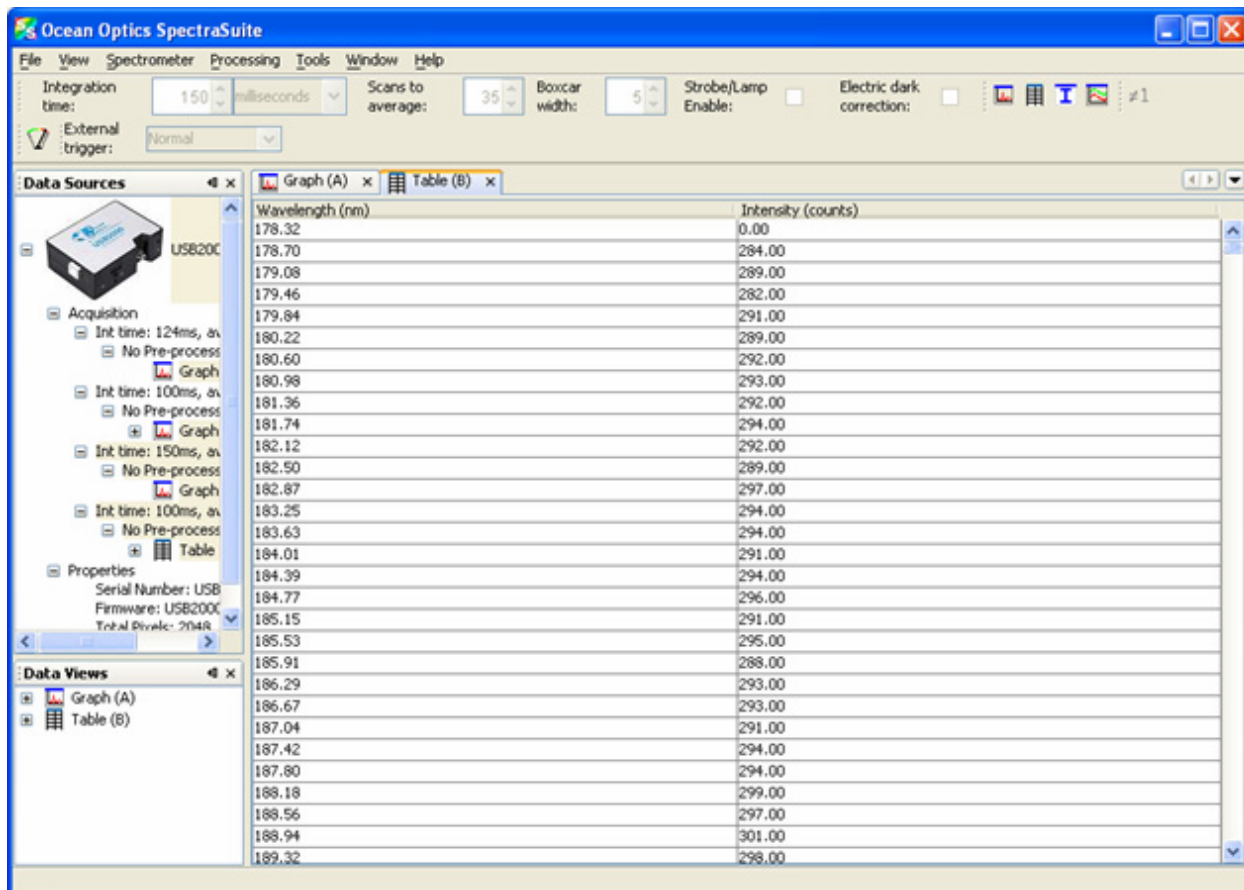 Ocean Optics SpectraSuite
File View Spectrometer Processing Tools Window Help
Integration time: 150 milliseconds Scans to average: 35 Boxcar width: 5 Strobe/Lamp Enable: Electric dark correction: ≠1
External trigger: Normal
Data Sources
USB200
Acquisition
Int time: 124ms, av
No Pre-process
Graph
Int time: 100ms, av
No Pre-process
Graph
Int time: 150ms, av
No Pre-process
Graph
Int time: 100ms, av
No Pre-process
Table
Properties
Serial Number: USB
Firmware: USB2000
Total Pixels: 2048
Data Views
Graph (A)
Table (B)
Graph (A) Table (B)
Wavelength (nm) Intensity (counts)
178.32 0.00
178.70 284.00
179.08 289.00
179.46 282.00
179.84 291.00
180.22 289.00
180.60 292.00
180.98 293.00
181.36 292.00
181.74 294.00
182.12 292.00
182.50 289.00
182.87 297.00
183.25 294.00
183.63 294.00
184.01 291.00
184.39 294.00
184.77 296.00
185.15 291.00
185.53 295.00
185.91 288.00
186.29 293.00
186.67 293.00
187.04 291.00
187.42 294.00
187.80 294.00
188.18 299.00
188.56 297.00
188.94 301.00
189.32 298.00